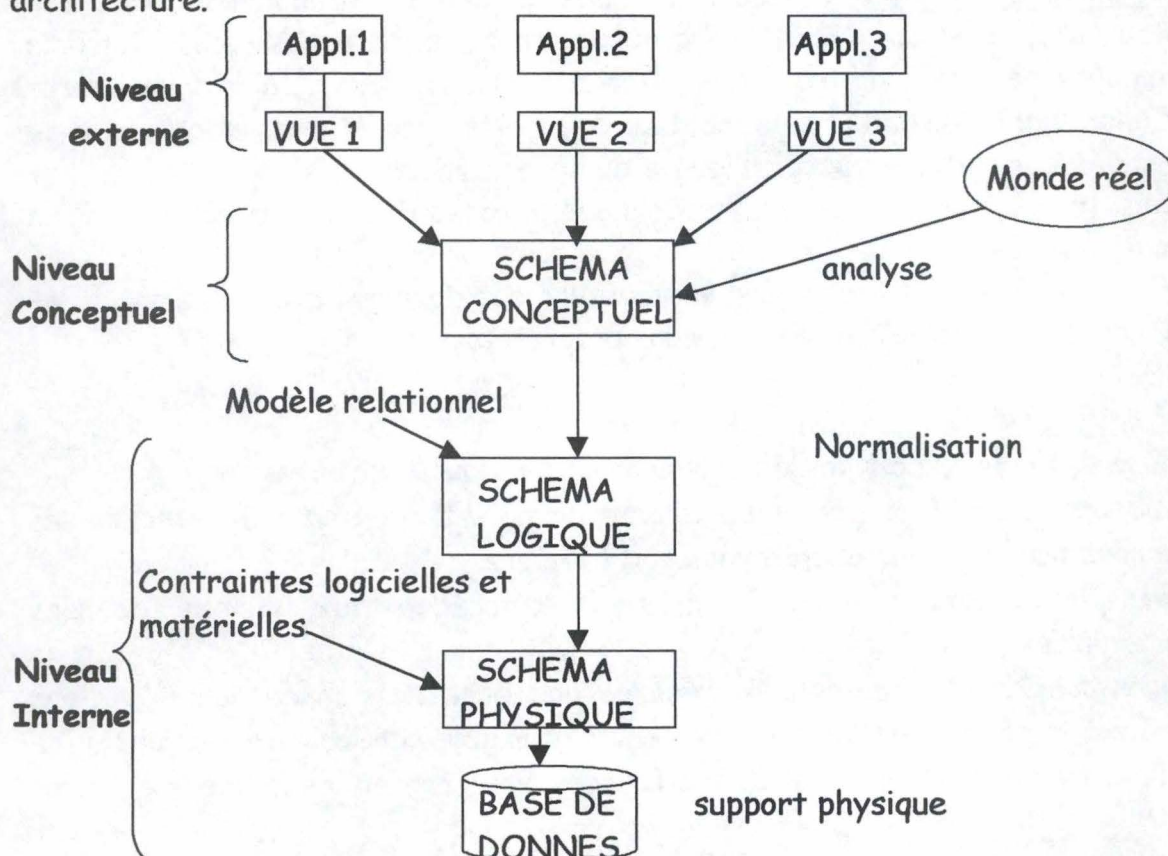 architecture.
Appl.1 Appl.2 Appl.3
Niveau
externe
VUE 1 VUE 2 VUE 3
Monde réel
Niveau
Conceptuel
SCHEMA
CONCEPTUEL
analyse
Modèle relationnel
Normalisation
SCHEMA
LOGIQUE
Contraintes logicielles et
matérielles
Niveau
Interne
SCHEMA
PHYSIQUE
BASE DE
DONNES
support physique